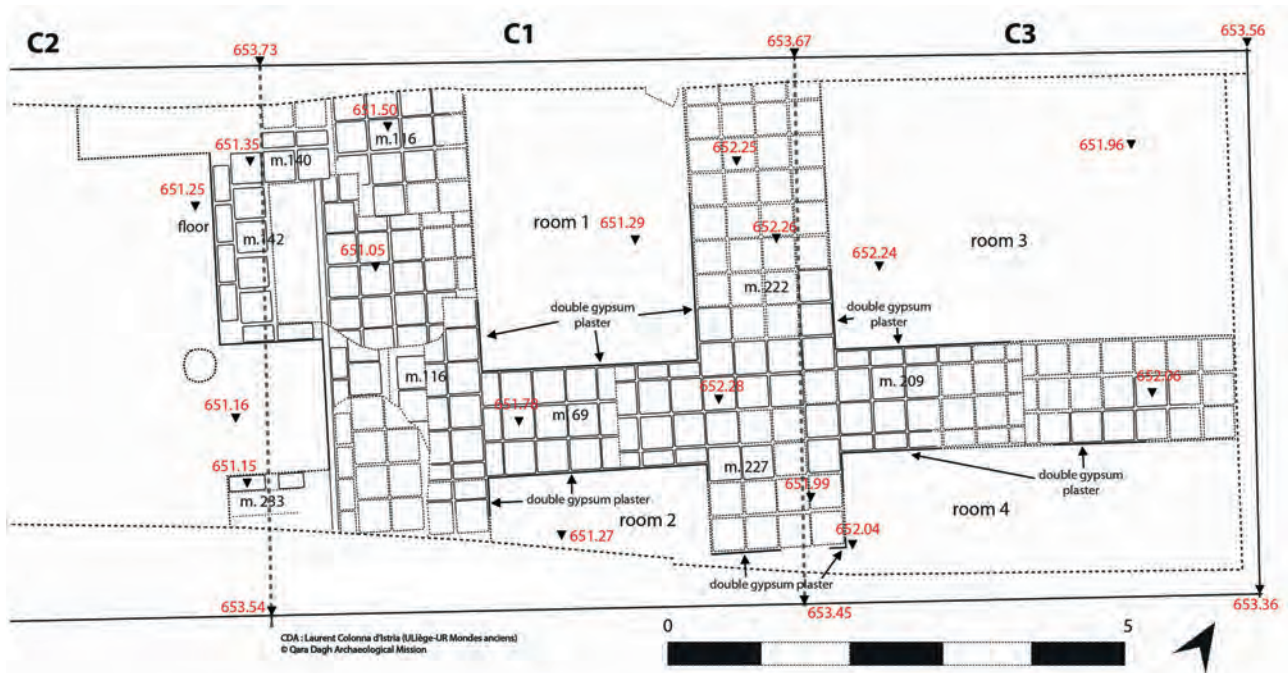 C2
C1
C3
653.73
653.67
653.56
651.50
m.116
651.35
m.140
652.25
651.96
651.25
floor
room 1
651.29
652.26
room 3
m.142
651.05
652.24
m. 222
double gypsum
plaster
double gypsum
plaster
m.116
652.28
m. 209
652.06
651.16
651.78
m. 69
651.15
m. 233
m. 227
double gypsum
plaster
double gypsum plaster
651.99
room 2
room 4
651.27
652.04
double gypsum plaster
653.54
653.45
653.36
CDA : Laurent Colonna d'Istria (ULiège-UR Mondes anciens)
© Qara Dagh Archaeological Mission
0
5